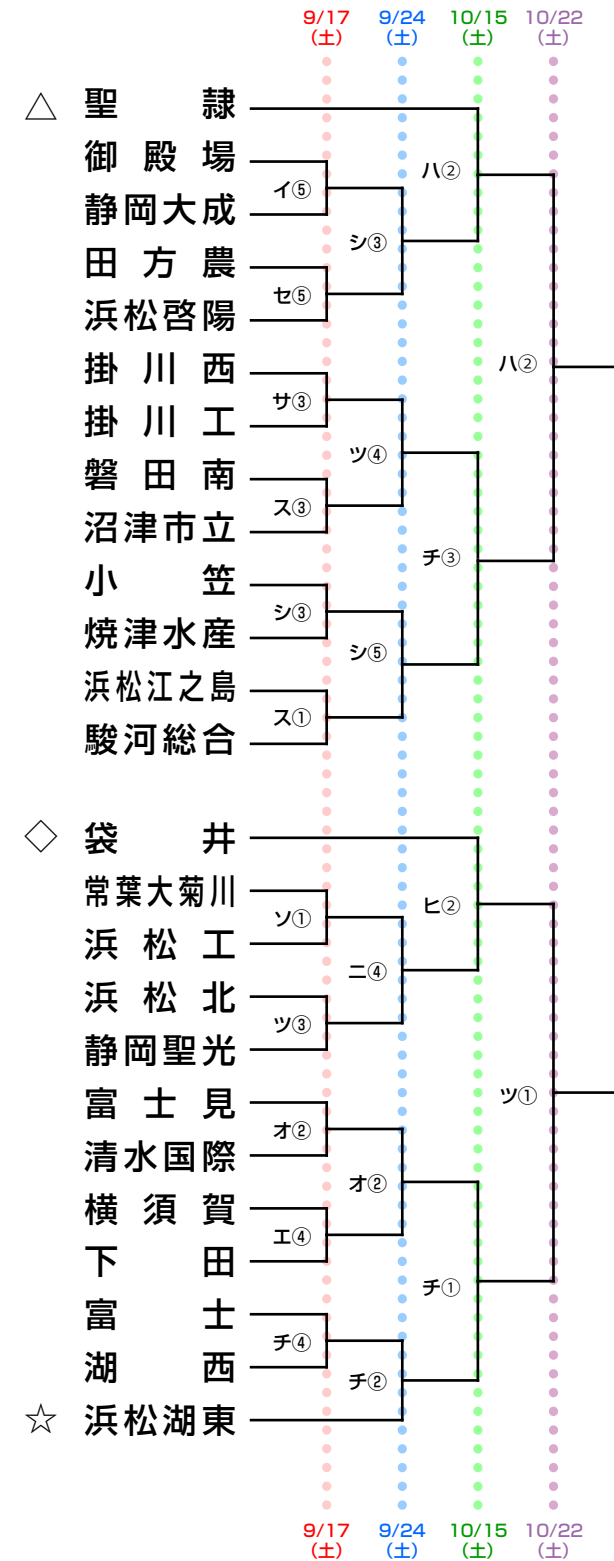 9/17 9/24 10/15 10/22
(土) (土) (土) (土)
△ 聖隷
御殿場
イ⑤
ハ②
静岡大成
シ③
田方農
セ⑤
浜松啓陽
掛川西
ハ②
サ③
掛川工
ツ④
磐田南
ス③
沼津市立
チ③
小笠
シ③
焼津水産
シ⑤
浜松江之島
ス①
駿河総合
◇ 袋井
常葉大菊川
ヒ②
ソ①
浜松工
ニ④
浜松北
ツ③
静岡聖光
富士見
ツ①
オ②
清水国際
オ②
横須賀
エ④
下田
チ①
富士
チ④
湖西
チ②
☆ 浜松湖東
9/17 9/24 10/15 10/22
(土) (土) (土) (土)